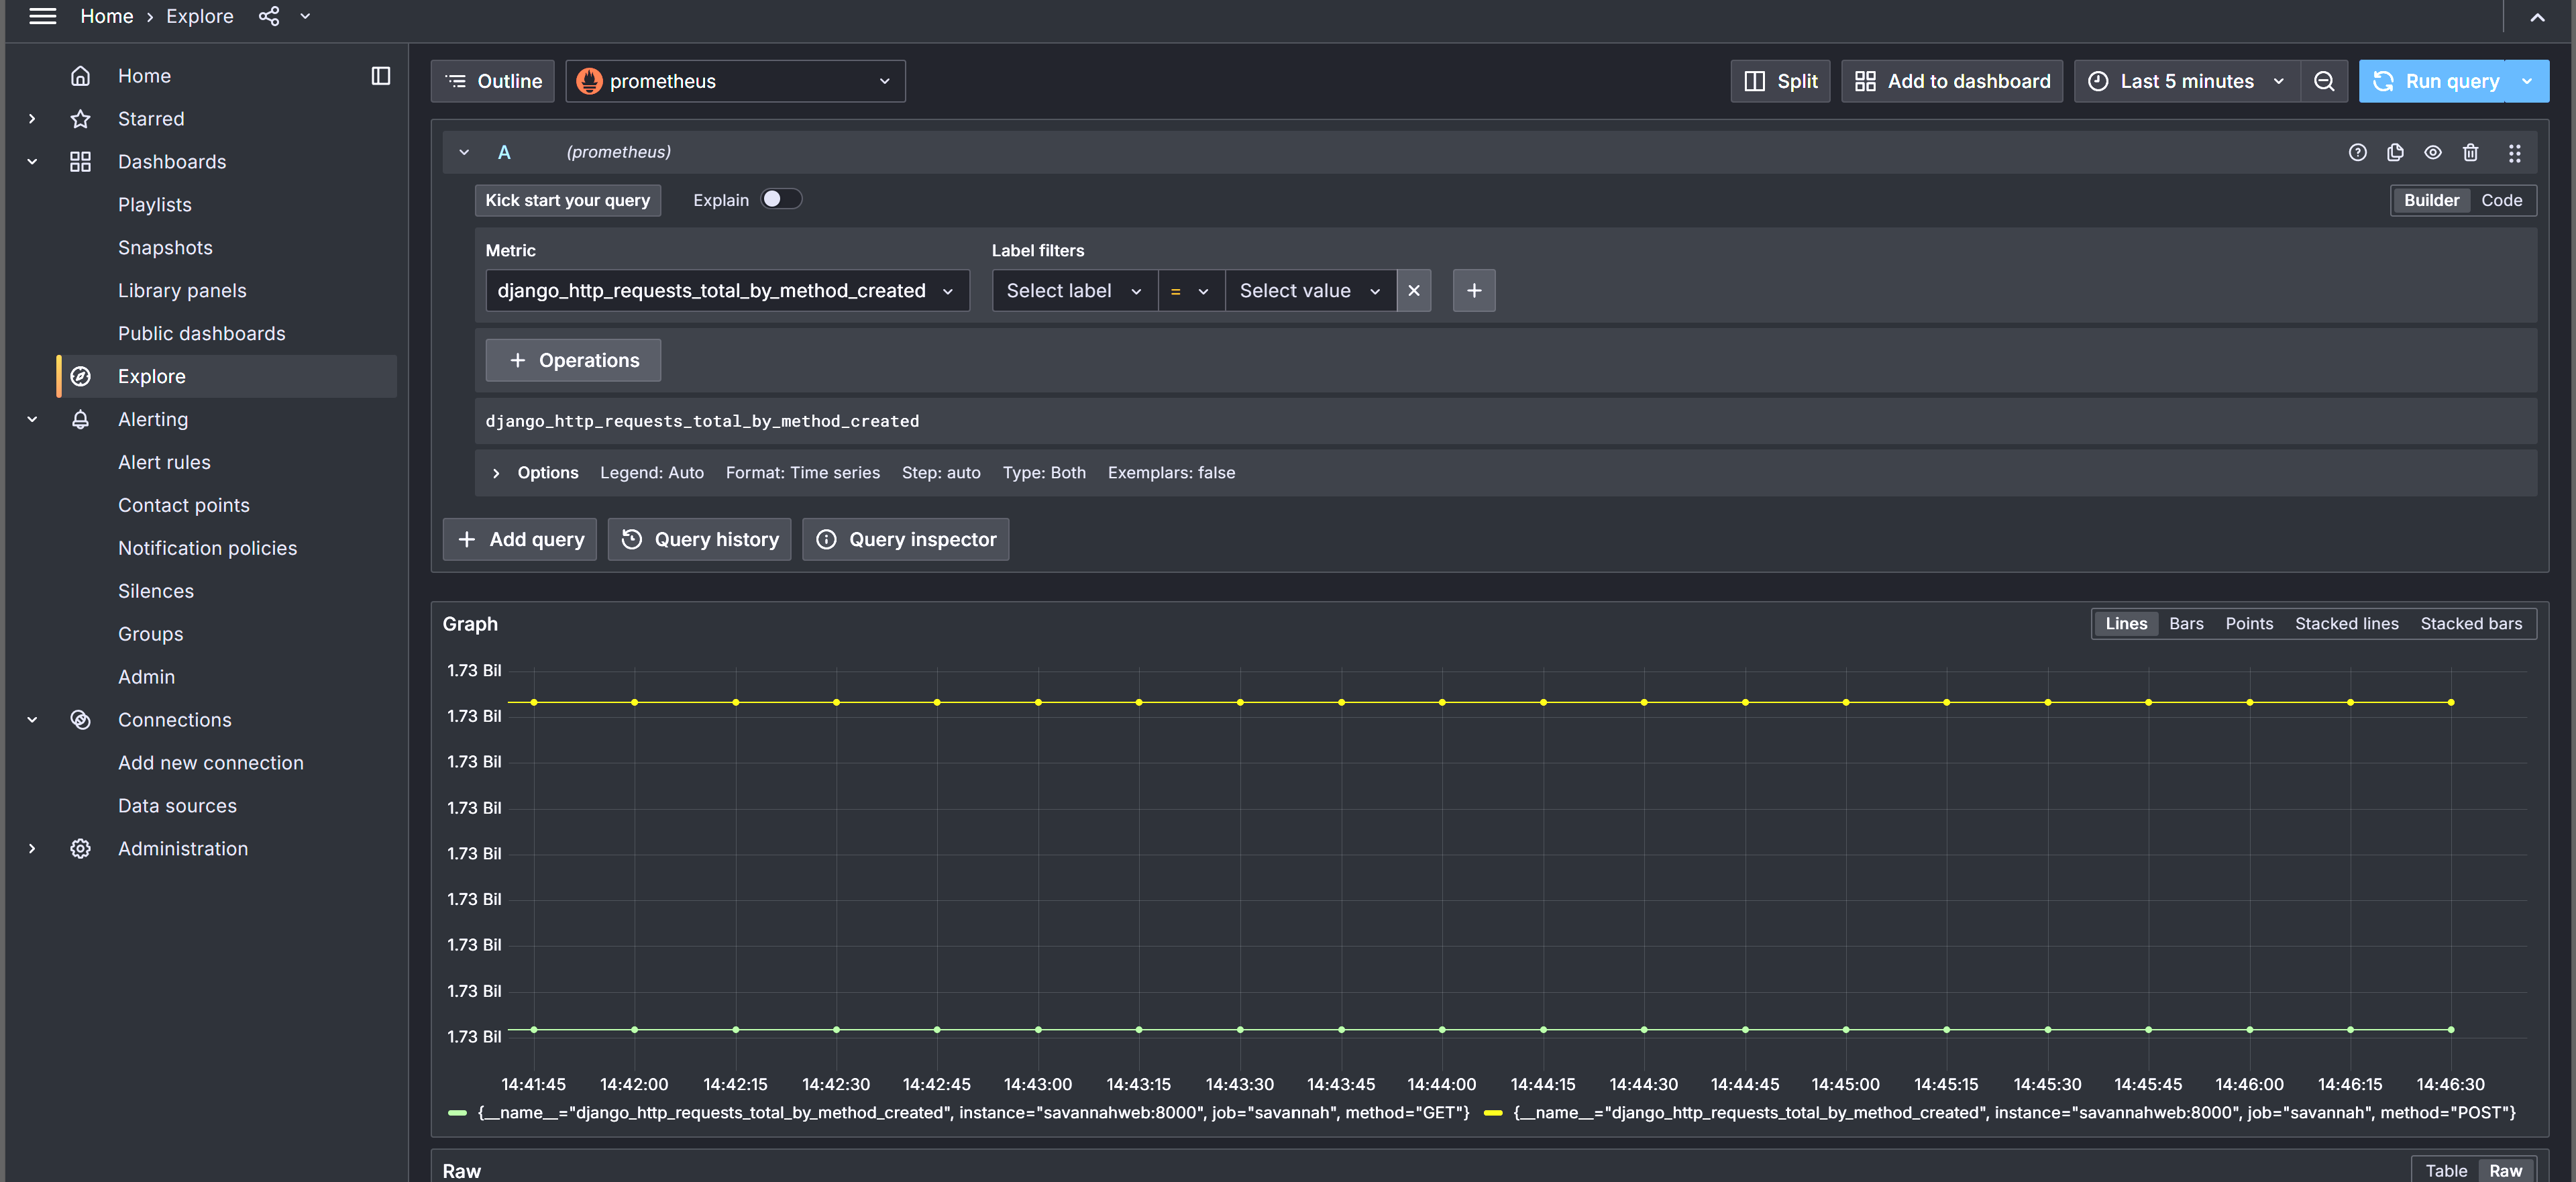 Home › Explore
Home
Starred
Dashboards
Playlists
Snapshots
Library panels
Public dashboards
Explore
Alerting
Alert rules
Contact points
Notification policies
Silences
Groups
Admin
Connections
Add new connection
Data sources
Administration
Outline prometheus Split Add to dashboard Last 5 minutes Run query
A (prometheus)
Kick start your query Explain Builder Code
Metric Label filters
django_http_requests_total_by_method_created Select label = Select value
+ Operations
django_http_requests_total_by_method_created
Options Legend: Auto Format: Time series Step: auto Type: Both Exemplars: false
+ Add query Query history Query inspector
Graph Lines Bars Points Stacked lines Stacked bars
1.73 Bil
1.73 Bil
1.73 Bil
1.73 Bil
1.73 Bil
1.73 Bil
1.73 Bil
1.73 Bil
1.73 Bil
14:41:45 14:42:00 14:42:15 14:42:30 14:42:45 14:43:00 14:43:15 14:43:30 14:43:45 14:44:00 14:44:15 14:44:30 14:44:45 14:45:00 14:45:15 14:45:30 14:45:45 14:46:00 14:46:15 14:46:30
{__name__="django_http_requests_total_by_method_created", instance="savannahweb:8000", job="savannah", method="GET"} {__name__="django_http_requests_total_by_method_created", instance="savannahweb:8000", job="savannah", method="POST"}
Raw Table Raw